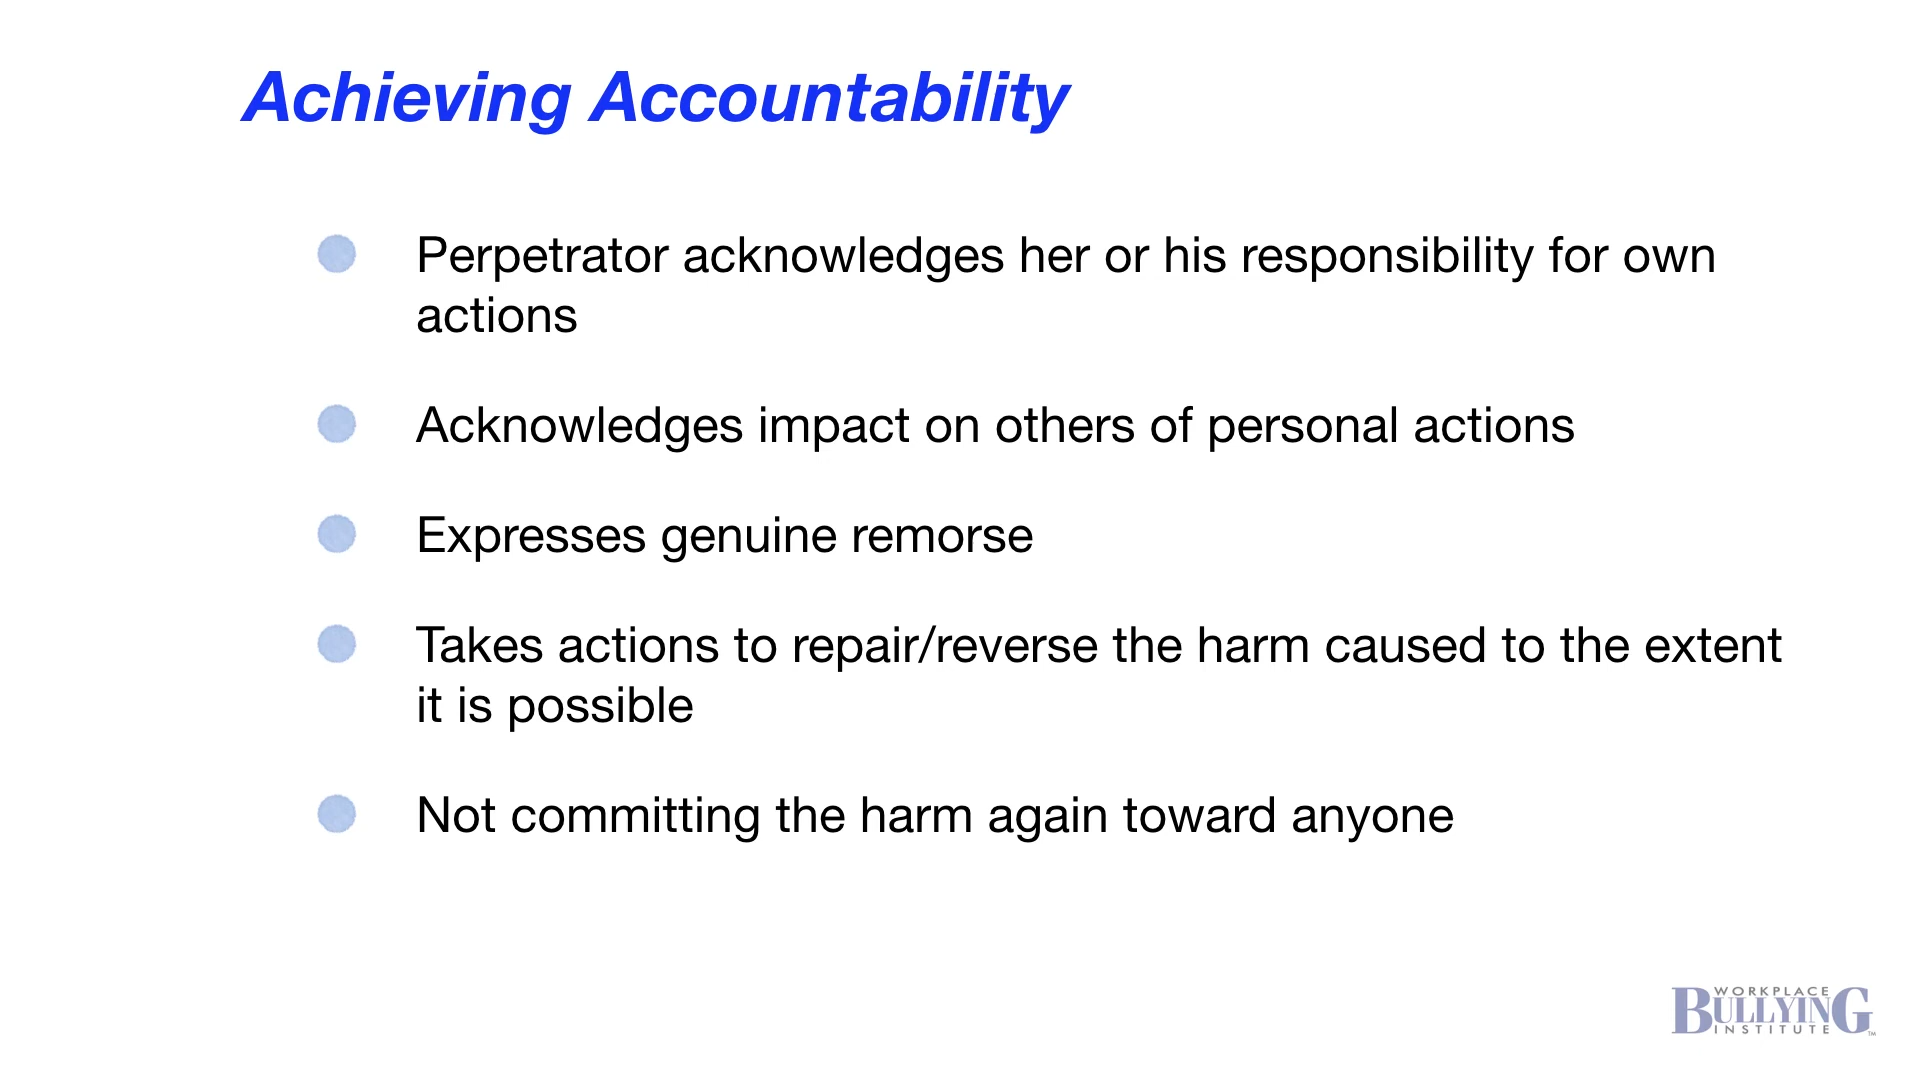 Achieving Accountability
Perpetrator acknowledges her or his responsibility for own
actions
Acknowledges impact on others of personal actions
Expresses genuine remorse
Takes actions to repair/reverse the harm caused to the extent
it is possible
Not committing the harm again toward anyone
WORKPLACE
BULLYING
INSTITUTE™